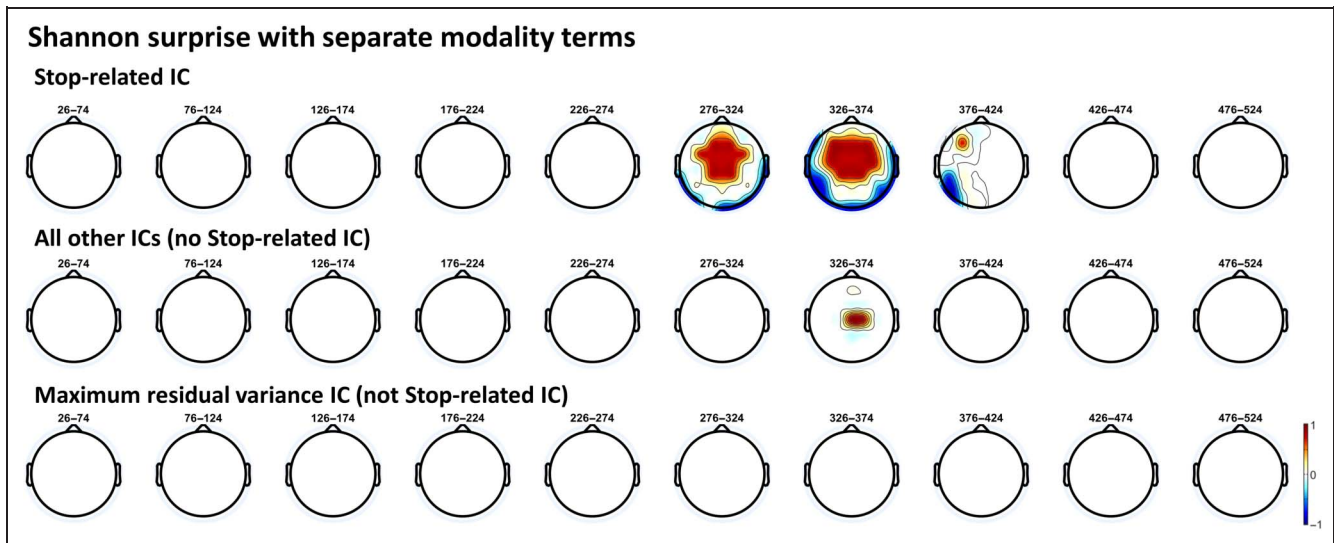 Shannon surprise with separate modality terms
Stop-related IC
26–74 76–124 126–174 176–224 226–274 276–324 326–374 376–424 426–474 476–524
All other ICs (no Stop-related IC)
26–74 76–124 126–174 176–224 226–274 276–324 326–374 376–424 426–474 476–524
Maximum residual variance IC (not Stop-related IC)
26–74 76–124 126–174 176–224 226–274 276–324 326–374 376–424 426–474 476–524
1
0
−1